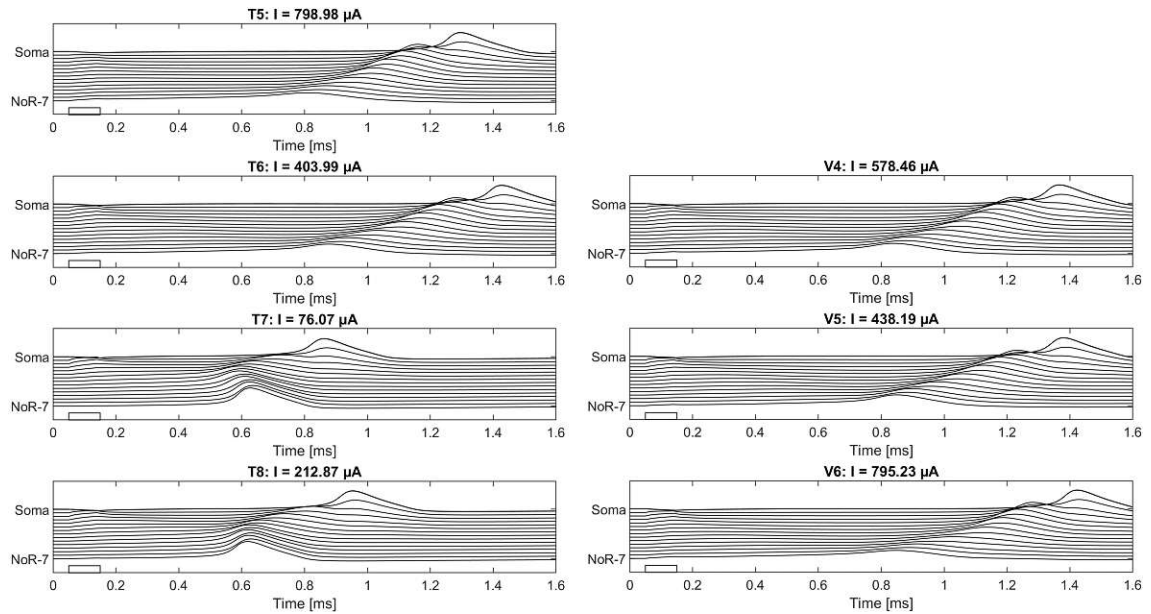 T5: I = 798.98 µA
Soma
NoR-7
0 0.2 0.4 0.6 0.8 1 1.2 1.4 1.6
Time [ms]
T6: I = 403.99 µA
Soma
NoR-7
0 0.2 0.4 0.6 0.8 1 1.2 1.4 1.6
Time [ms]
V4: I = 578.46 µA
Soma
NoR-7
0 0.2 0.4 0.6 0.8 1 1.2 1.4 1.6
Time [ms]
T7: I = 76.07 µA
Soma
NoR-7
0 0.2 0.4 0.6 0.8 1 1.2 1.4 1.6
Time [ms]
V5: I = 438.19 µA
Soma
NoR-7
0 0.2 0.4 0.6 0.8 1 1.2 1.4 1.6
Time [ms]
T8: I = 212.87 µA
Soma
NoR-7
0 0.2 0.4 0.6 0.8 1 1.2 1.4 1.6
Time [ms]
V6: I = 795.23 µA
Soma
NoR-7
0 0.2 0.4 0.6 0.8 1 1.2 1.4 1.6
Time [ms]